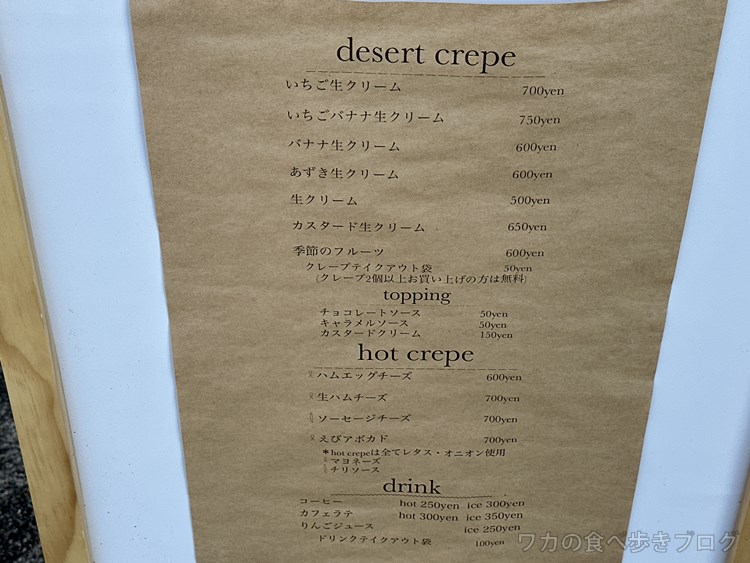 desert crepe
いちご生クリーム 700yen
いちごバナナ生クリーム 750yen
バナナ生クリーム 600yen
あずき生クリーム 600yen
生クリーム 500yen
カスタード生クリーム 650yen
季節のフルーツ 600yen
クレープテイクアウト袋 50yen
(クレープ2個以上お買い上げの方は無料)
topping
チョコレートソース 50yen
キャラメルソース 50yen
カスタードクリーム 150yen
hot crepe
ハムエッグチーズ 600yen
生ハムチーズ 700yen
ソーセージチーズ 700yen
えびアボカド 700yen
*hot crepeは全てレタス・オニオン使用
マヨネーズ
チリソース
drink
コーヒー hot 250yen ice 300yen
カフェラテ hot 300yen ice 350yen
りんごジュース ice 250yen
ドリンクテイクアウト袋 100yen
ワカの食べ歩きブログ